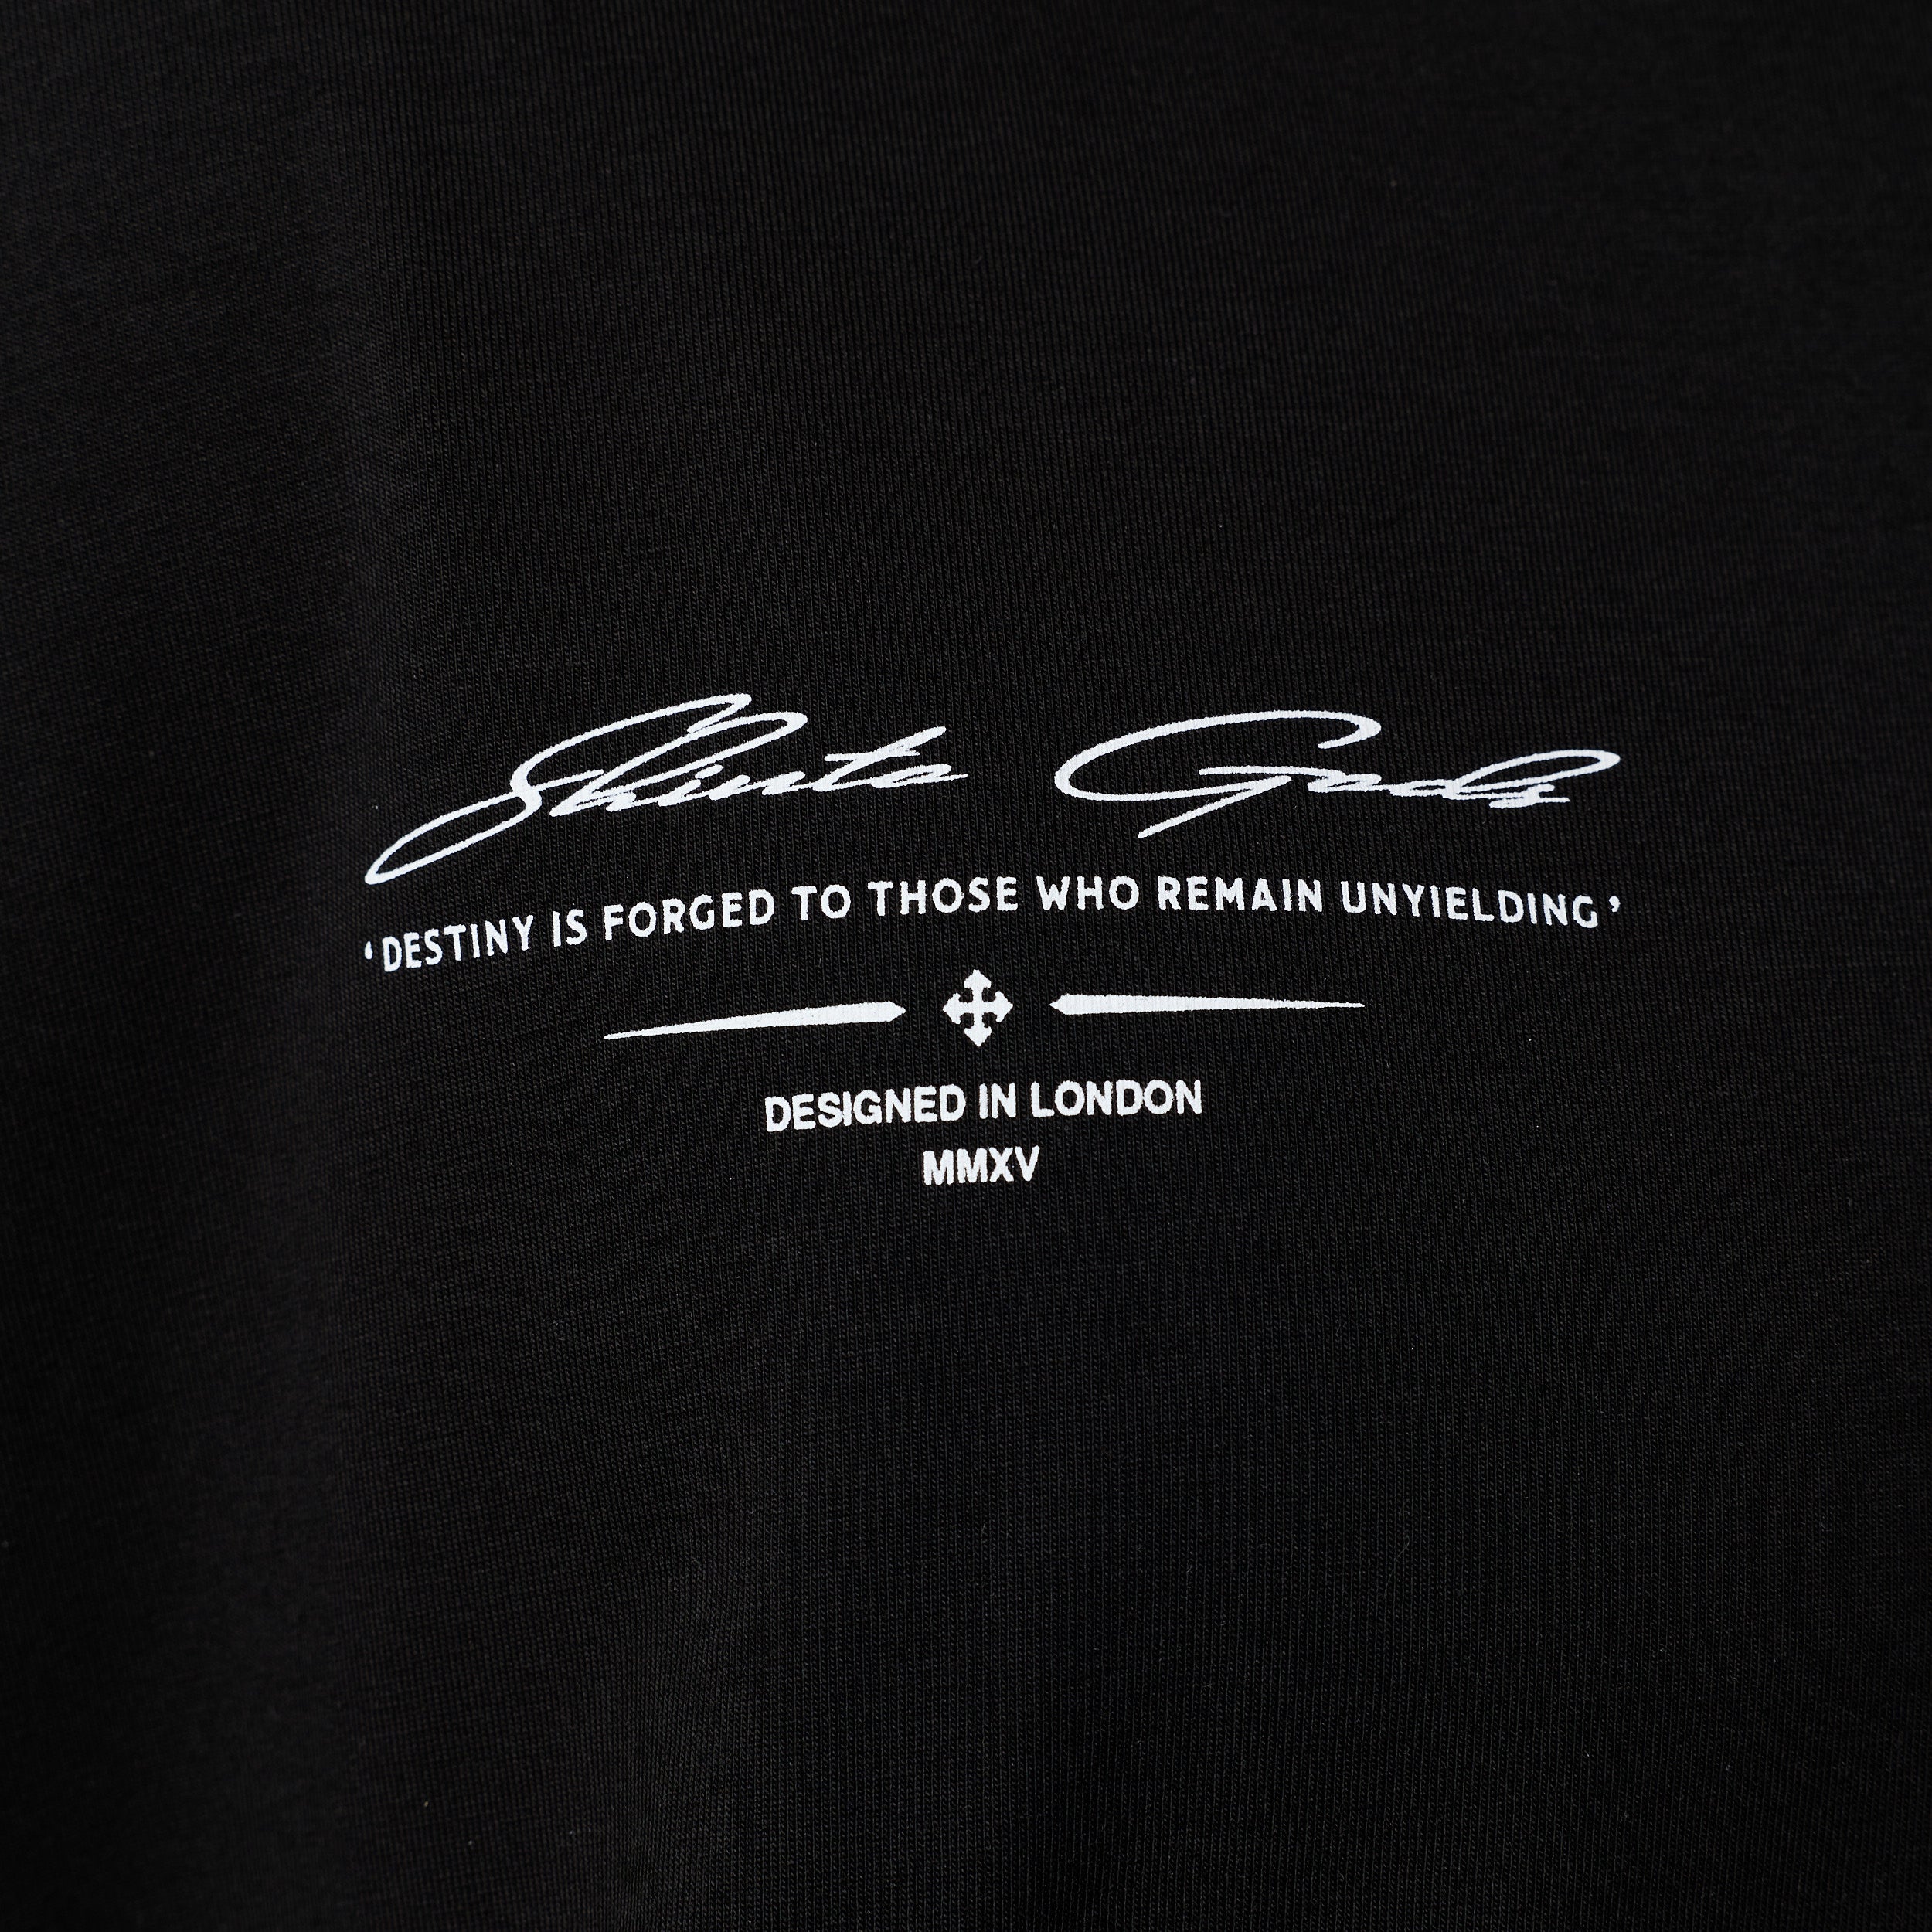 Shinto Gods
‘DESTINY IS FORGED TO THOSE WHO REMAIN UNYIELDING’
DESIGNED IN LONDON
MMXV